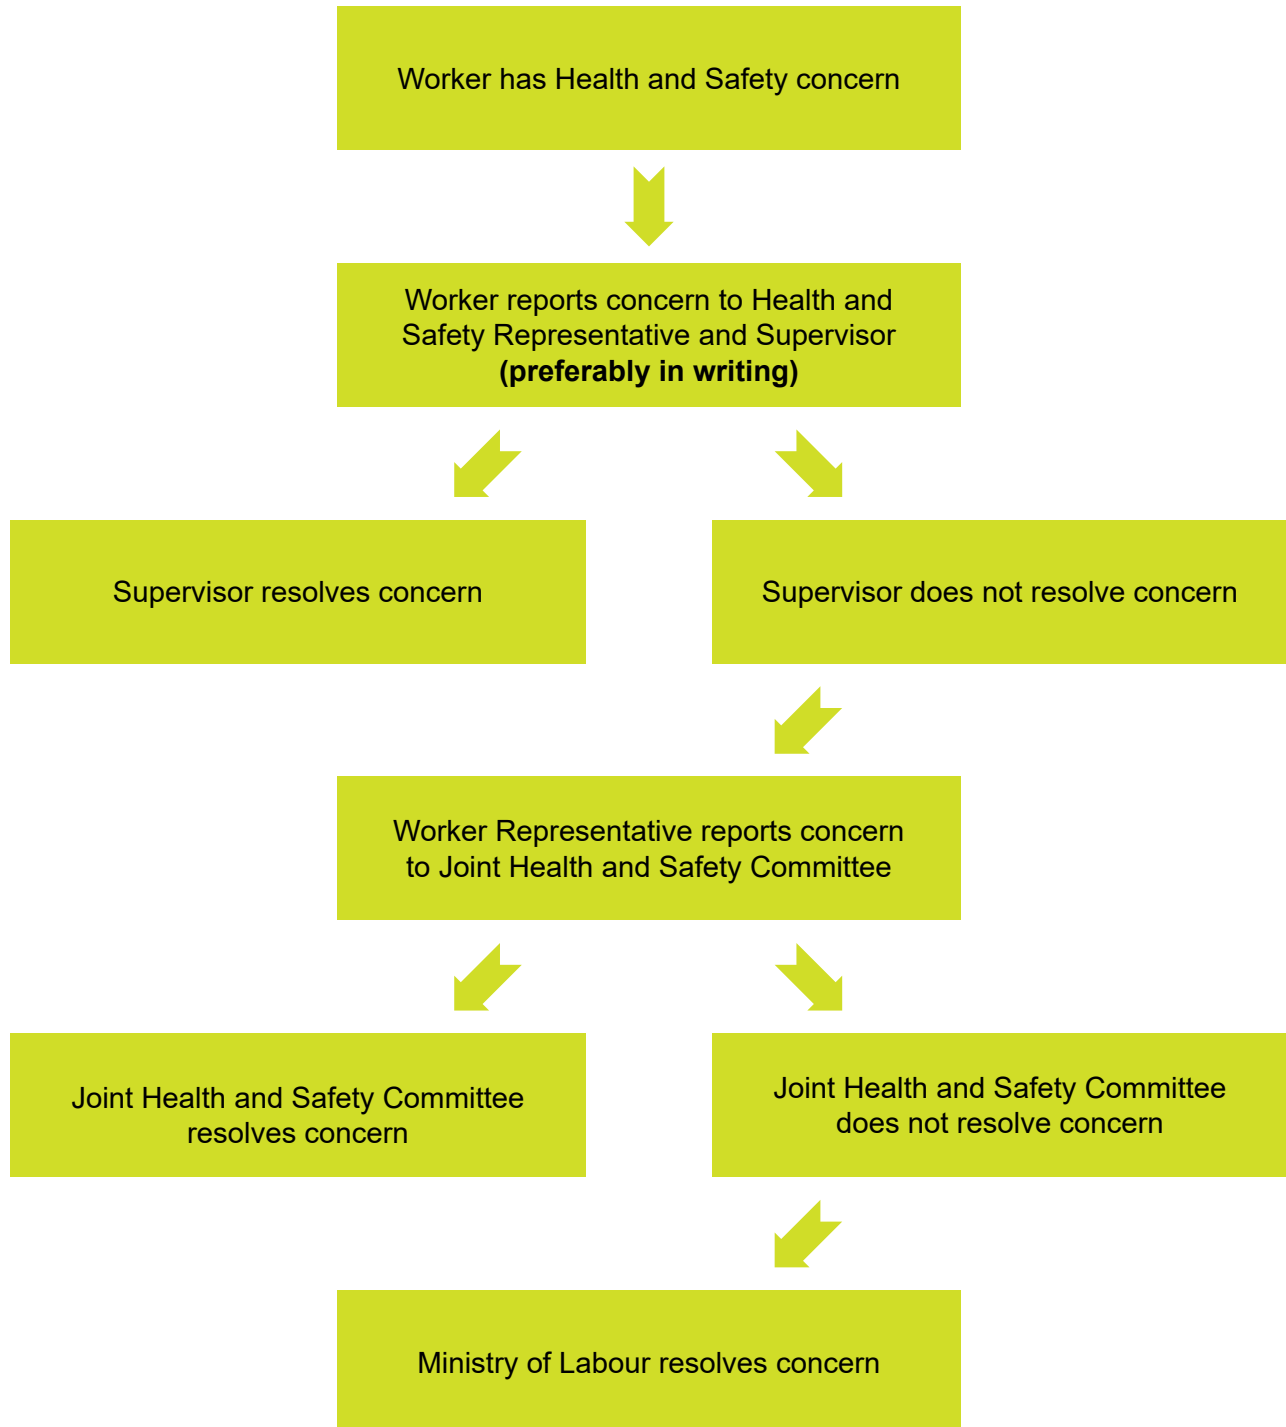 Worker has Health and Safety concern
Worker reports concern to Health and
Safety Representative and Supervisor
(preferably in writing)
Supervisor resolves concern
Supervisor does not resolve concern
Worker Representative reports concern
to Joint Health and Safety Committee
Joint Health and Safety Committee
resolves concern
Joint Health and Safety Committee
does not resolve concern
Ministry of Labour resolves concern